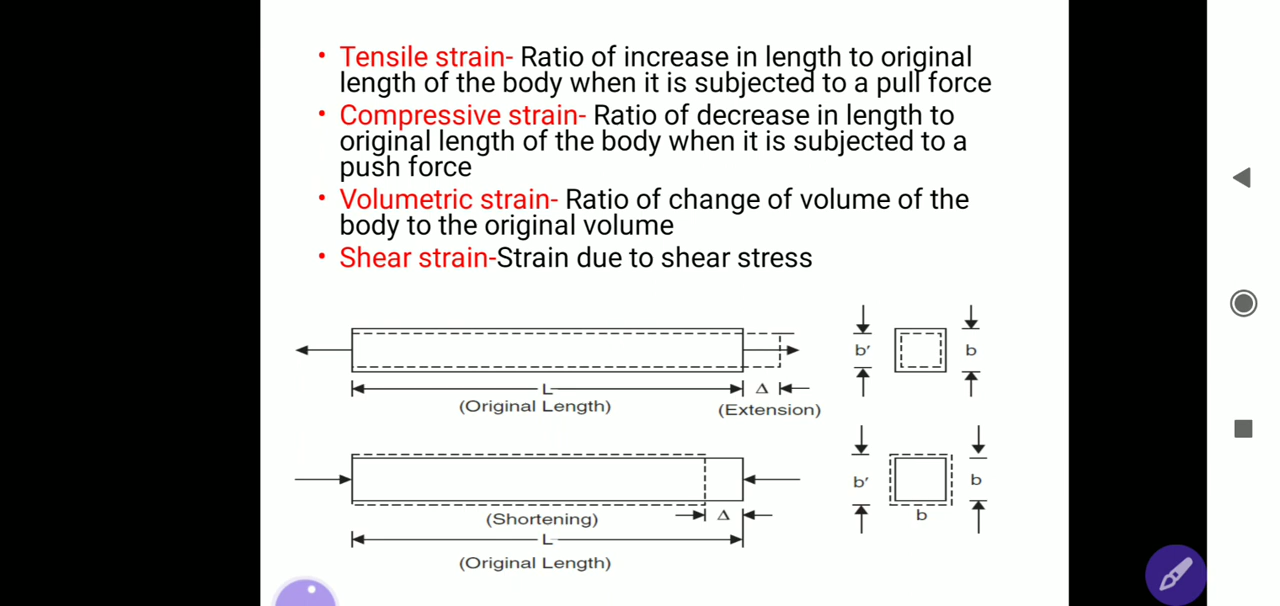 • Tensile strain- Ratio of increase in length to original
length of the body when it is subjected to a pull force
• Compressive strain- Ratio of decrease in length to
original length of the body when it is subjected to a
push force
• Volumetric strain- Ratio of change of volume of the
body to the original volume
• Shear strain-Strain due to shear stress
b′ b
L Δ
(Original Length) (Extension)
b′ b
(Shortening) Δ b
L
(Original Length)